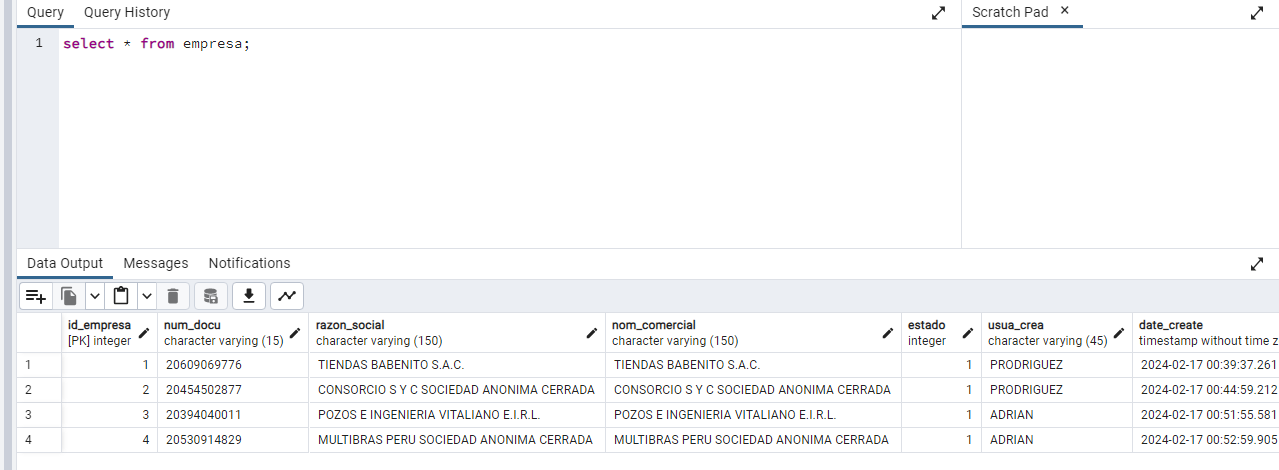 Query Query History Scratch Pad ×
1 select * from empresa;
Data Output Messages Notifications
id_empresa num_docu razon_social nom_comercial estado usua_crea date_create
[PK] integer character varying (15) character varying (150) character varying (150) integer character varying (45) timestamp without time z
1 1 20609069776 TIENDAS BABENITO S.A.C. TIENDAS BABENITO S.A.C. 1 PRODRIGUEZ 2024-02-17 00:39:37.261
2 2 20454502877 CONSORCIO S Y C SOCIEDAD ANONIMA CERRADA CONSORCIO S Y C SOCIEDAD ANONIMA CERRADA 1 PRODRIGUEZ 2024-02-17 00:44:59.212
3 3 20394040011 POZOS E INGENIERIA VITALIANO E.I.R.L. POZOS E INGENIERIA VITALIANO E.I.R.L. 1 ADRIAN 2024-02-17 00:51:55.581
4 4 20530914829 MULTIBRAS PERU SOCIEDAD ANONIMA CERRADA MULTIBRAS PERU SOCIEDAD ANONIMA CERRADA 1 ADRIAN 2024-02-17 00:52:59.905